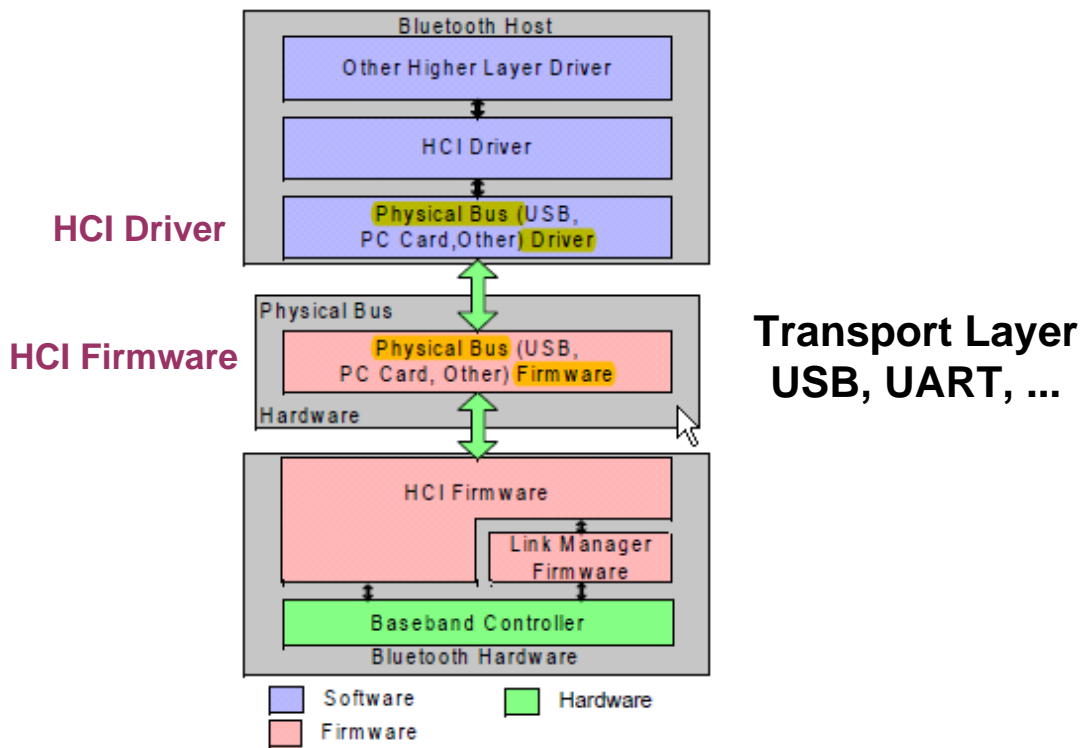 Bluetooth Host
Other Higher Layer Driver
HCI Driver
Physical Bus (USB,
PC Card,Other) Driver
HCI Driver
Physical Bus
Physical Bus (USB,
PC Card, Other) Firmware
Hardware
HCI Firmware
Transport Layer
USB, UART, ...
HCI Firmware
Link Manager
Firmware
Baseband Controller
Bluetooth Hardware
Software
Hardware
Firmware